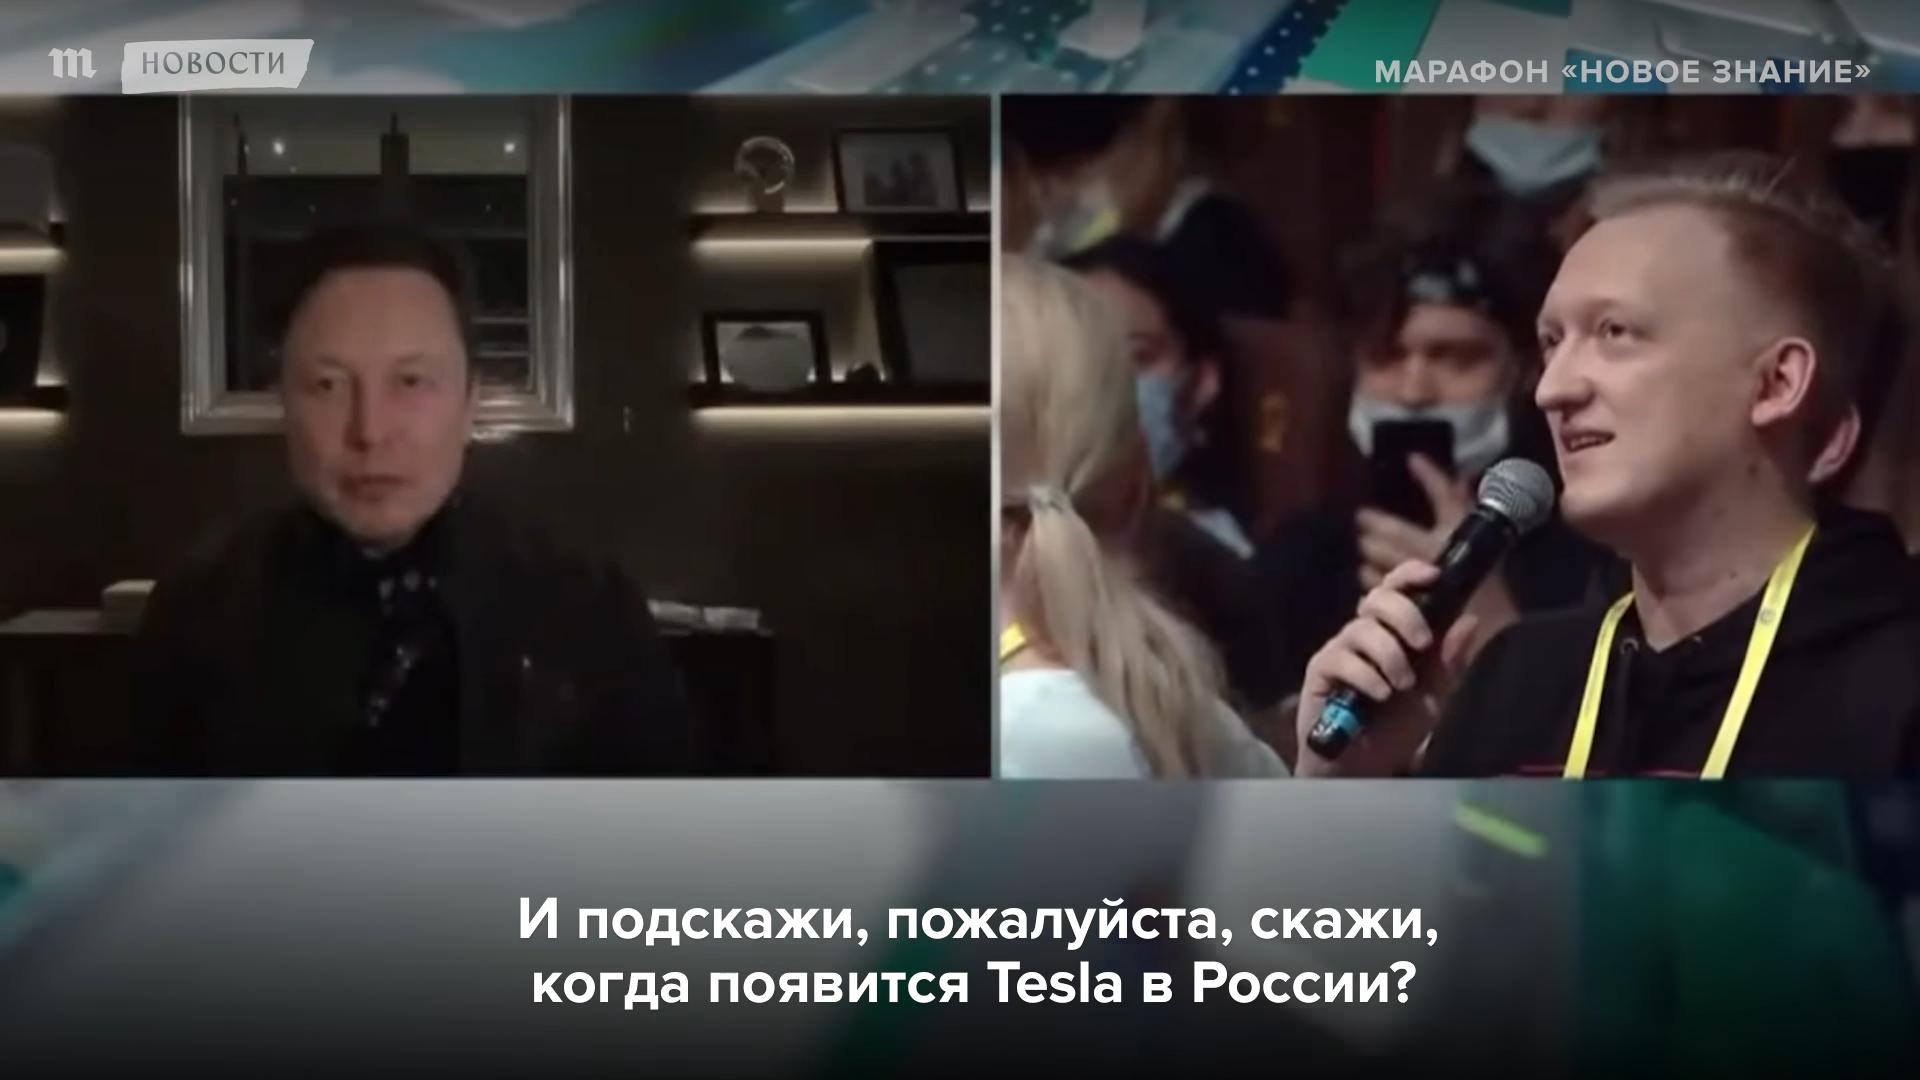 m НОВОСТИ
МАРАФОН «НОВОЕ ЗНАНИЕ»
И подскажи, пожалуйста, скажи,
когда появится Tesla в России?